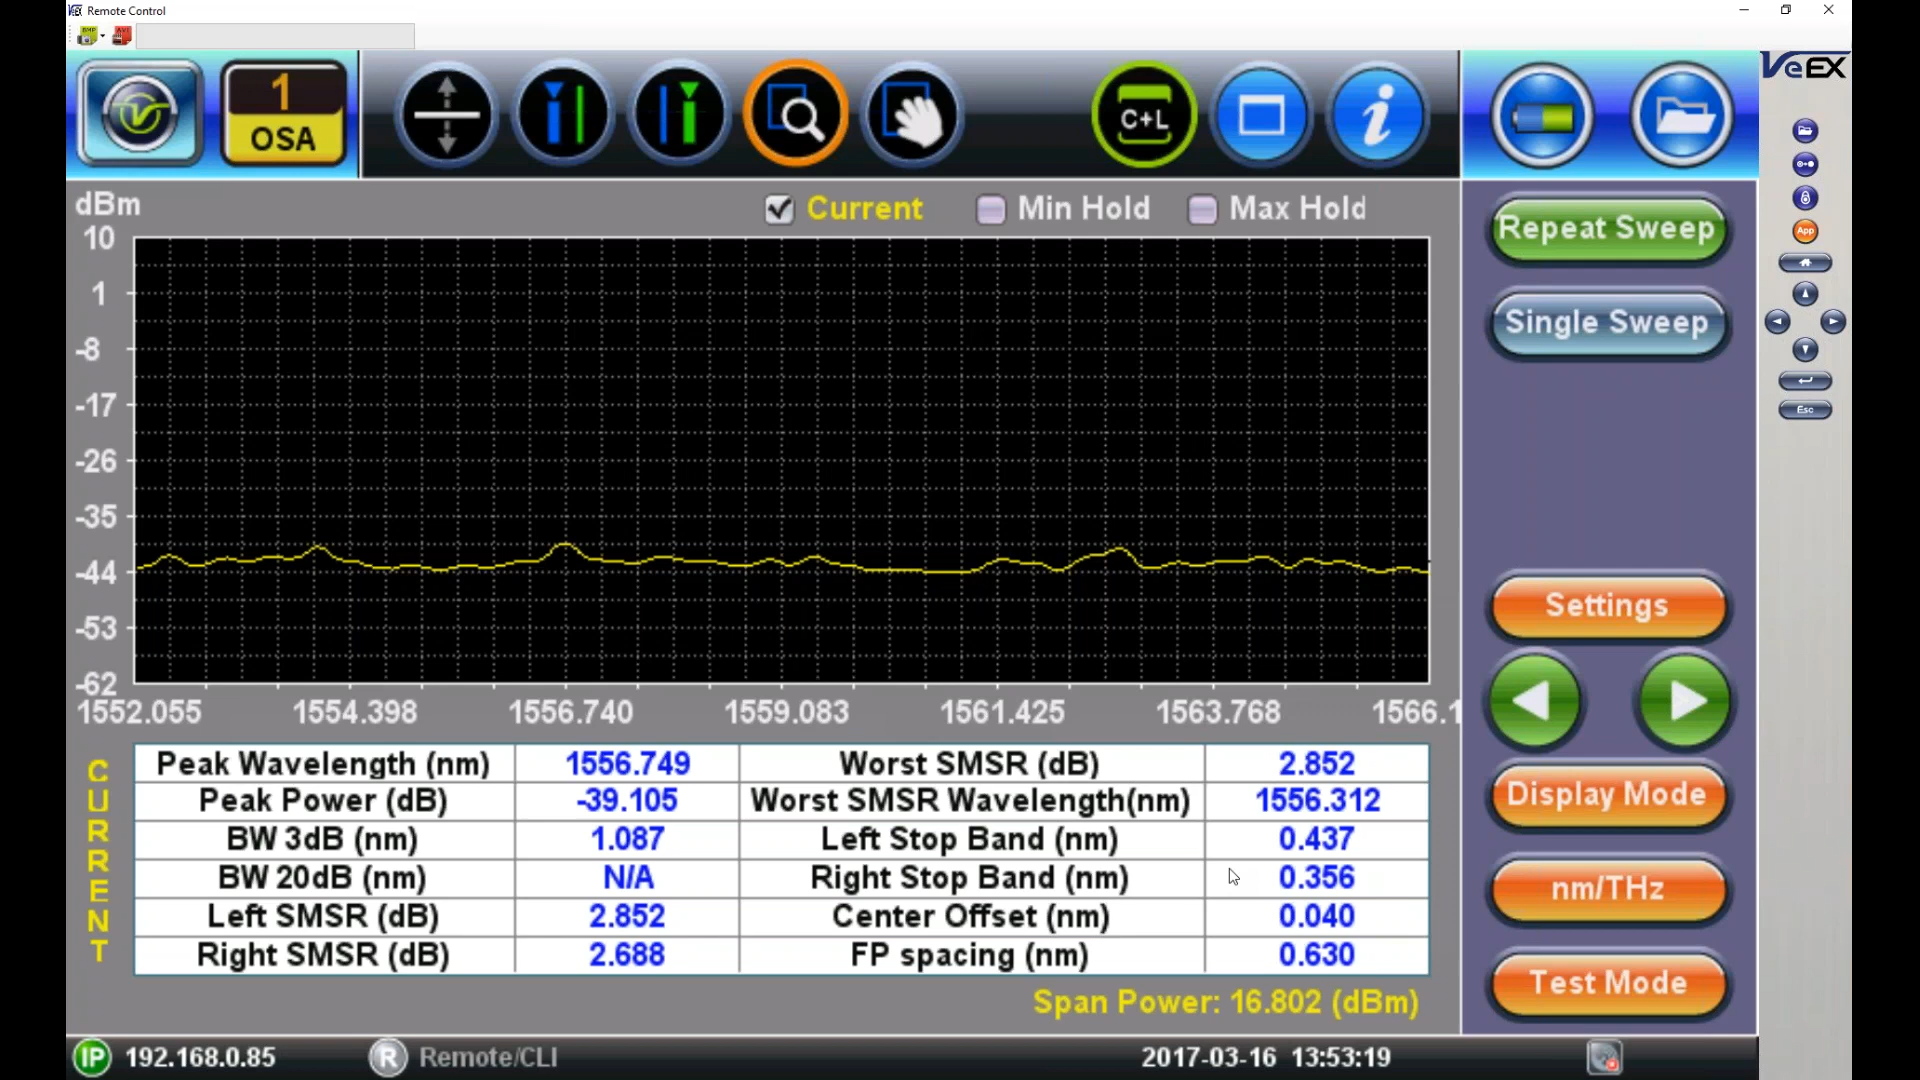 VeEX Remote Control
BMP AVI
1
OSA
C+L
VeEX
dBm
Current Min Hold Max Hold
10
1
-8
-17
-26
-35
-44
-53
-62
1552.055 1554.398 1556.740 1559.083 1561.425 1563.768 1566.1
CURRENT
Peak Wavelength (nm) 1556.749 Worst SMSR (dB) 2.852
Peak Power (dB) -39.105 Worst SMSR Wavelength(nm) 1556.312
BW 3dB (nm) 1.087 Left Stop Band (nm) 0.437
BW 20dB (nm) N/A Right Stop Band (nm) 0.356
Left SMSR (dB) 2.852 Center Offset (nm) 0.040
Right SMSR (dB) 2.688 FP spacing (nm) 0.630
Span Power: 16.802 (dBm)
Repeat Sweep
Single Sweep
Settings
Display Mode
nm/THz
Test Mode
App
Esc
IP 192.168.0.85 R Remote/CLI 2017-03-16 13:53:19